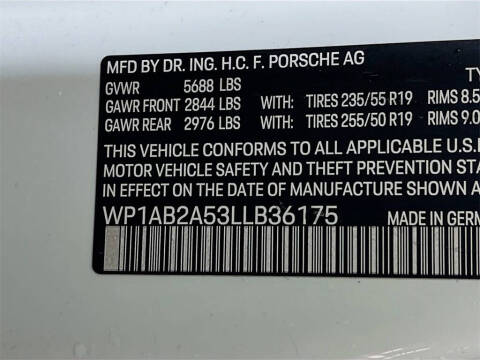 MFD BY DR. ING. H.C. F. PORSCHE AG
GVWR 5688 LBS
GAWR FRONT 2844 LBS WITH: TIRES 235/55 R19 RIMS 8.5
GAWR REAR 2976 LBS WITH: TIRES 255/50 R19 RIMS 9.0
THIS VEHICLE CONFORMS TO ALL APPLICABLE U.S.
MOTOR VEHICLE SAFETY AND THEFT PREVENTION
IN EFFECT ON THE DATE OF MANUFACTURE SHOWN
WP1AB2A53LLB36175 MADE IN GERM